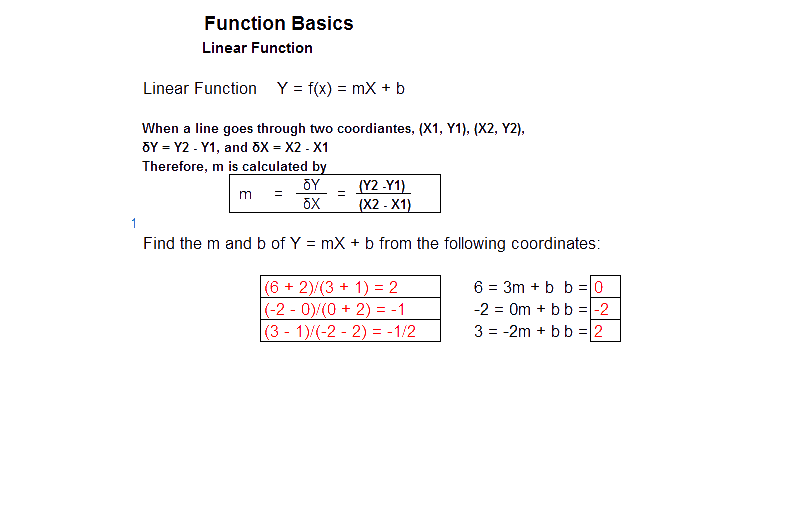 Function Basics
Linear Function
Linear Function Y = f(x) = mX + b
When a line goes through two coordiantes, (X1, Y1), (X2, Y2),
δY = Y2 - Y1, and δX = X2 - X1
Therefore, m is calculated by
m = δY / δX = (Y2 -Y1) / (X2 - X1)
1
Find the m and b of Y = mX + b from the following coordinates:
(6 + 2)/(3 + 1) = 2 6 = 3m + b b = 0
(-2 - 0)/(0 + 2) = -1 -2 = 0m + b b = -2
(3 - 1)/(-2 - 2) = -1/2 3 = -2m + b b = 2